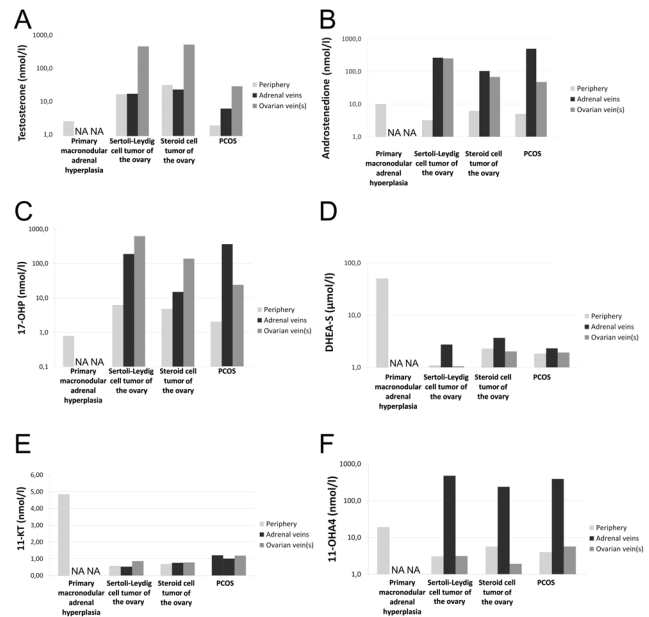 A
Testosterone (nmol/l)
1000,0
100,0
10,0
1,0
NA NA
Primary
macronodular
adrenal
hyperplasia
Sertoli-Leydig
cell tumor of
the ovary
Steroid cell
tumor of
the ovary
PCOS
Periphery
Adrenal veins
Ovarian vein(s)
B
Androstenedione (nmol/l)
1000,0
100,0
10,0
1,0
NA NA
Primary
macronodular
adrenal
hyperplasia
Sertoli-Leydig
cell tumor of
the ovary
Steroid cell
tumor of
the ovary
PCOS
Periphery
Adrenal veins
Ovarian vein(s)
C
17-OHP (nmol/l)
1000,0
100,0
10,0
1,0
0,1
NA NA
Primary
macronodular
adrenal
hyperplasia
Sertoli-Leydig
cell tumor of
the ovary
Steroid cell
tumor of
the ovary
PCOS
Periphery
Adrenal veins
Ovarian vein(s)
D
DHEA-S (µmol/l)
100,0
10,0
1,0
NA NA
Primary
macronodular
adrenal
hyperplasia
Sertoli-Leydig
cell tumor of
the ovary
Steroid cell
tumor of
the ovary
PCOS
Periphery
Adrenal veins
Ovarian vein(s)
E
11-KT (nmol/l)
6,00
5,00
4,00
3,00
2,00
1,00
0,00
NA NA
Primary
macronodular
adrenal
hyperplasia
Sertoli-Leydig
cell tumor of
the ovary
Steroid cell
tumor of
the ovary
PCOS
Periphery
Adrenal veins
Ovarian vein(s)
F
11-OHA4 (nmol/l)
1000,0
100,0
10,0
1,0
NA NA
Primary
macronodular
adrenal
hyperplasia
Sertoli-Leydig
cell tumor of
the ovary
Steroid cell
tumor of
the ovary
PCOS
Periphery
Adrenal veins
Ovarian vein(s)